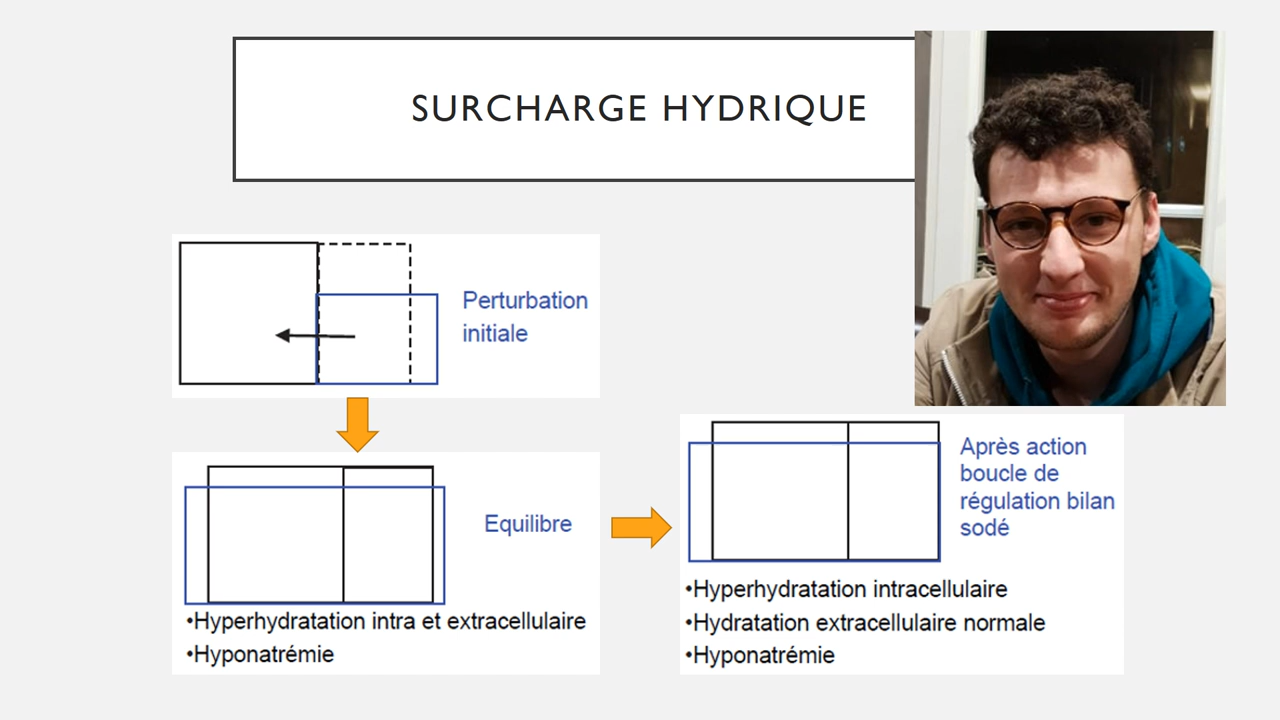 SURCHARGE HYDRIQUE
Perturbation
initiale
Equilibre
•Hyperhydratation intra et extracellulaire
•Hyponatrémie
Après action
boucle de
régulation bilan
sodé
•Hyperhydratation intracellulaire
•Hydratation extracellulaire normale
•Hyponatrémie